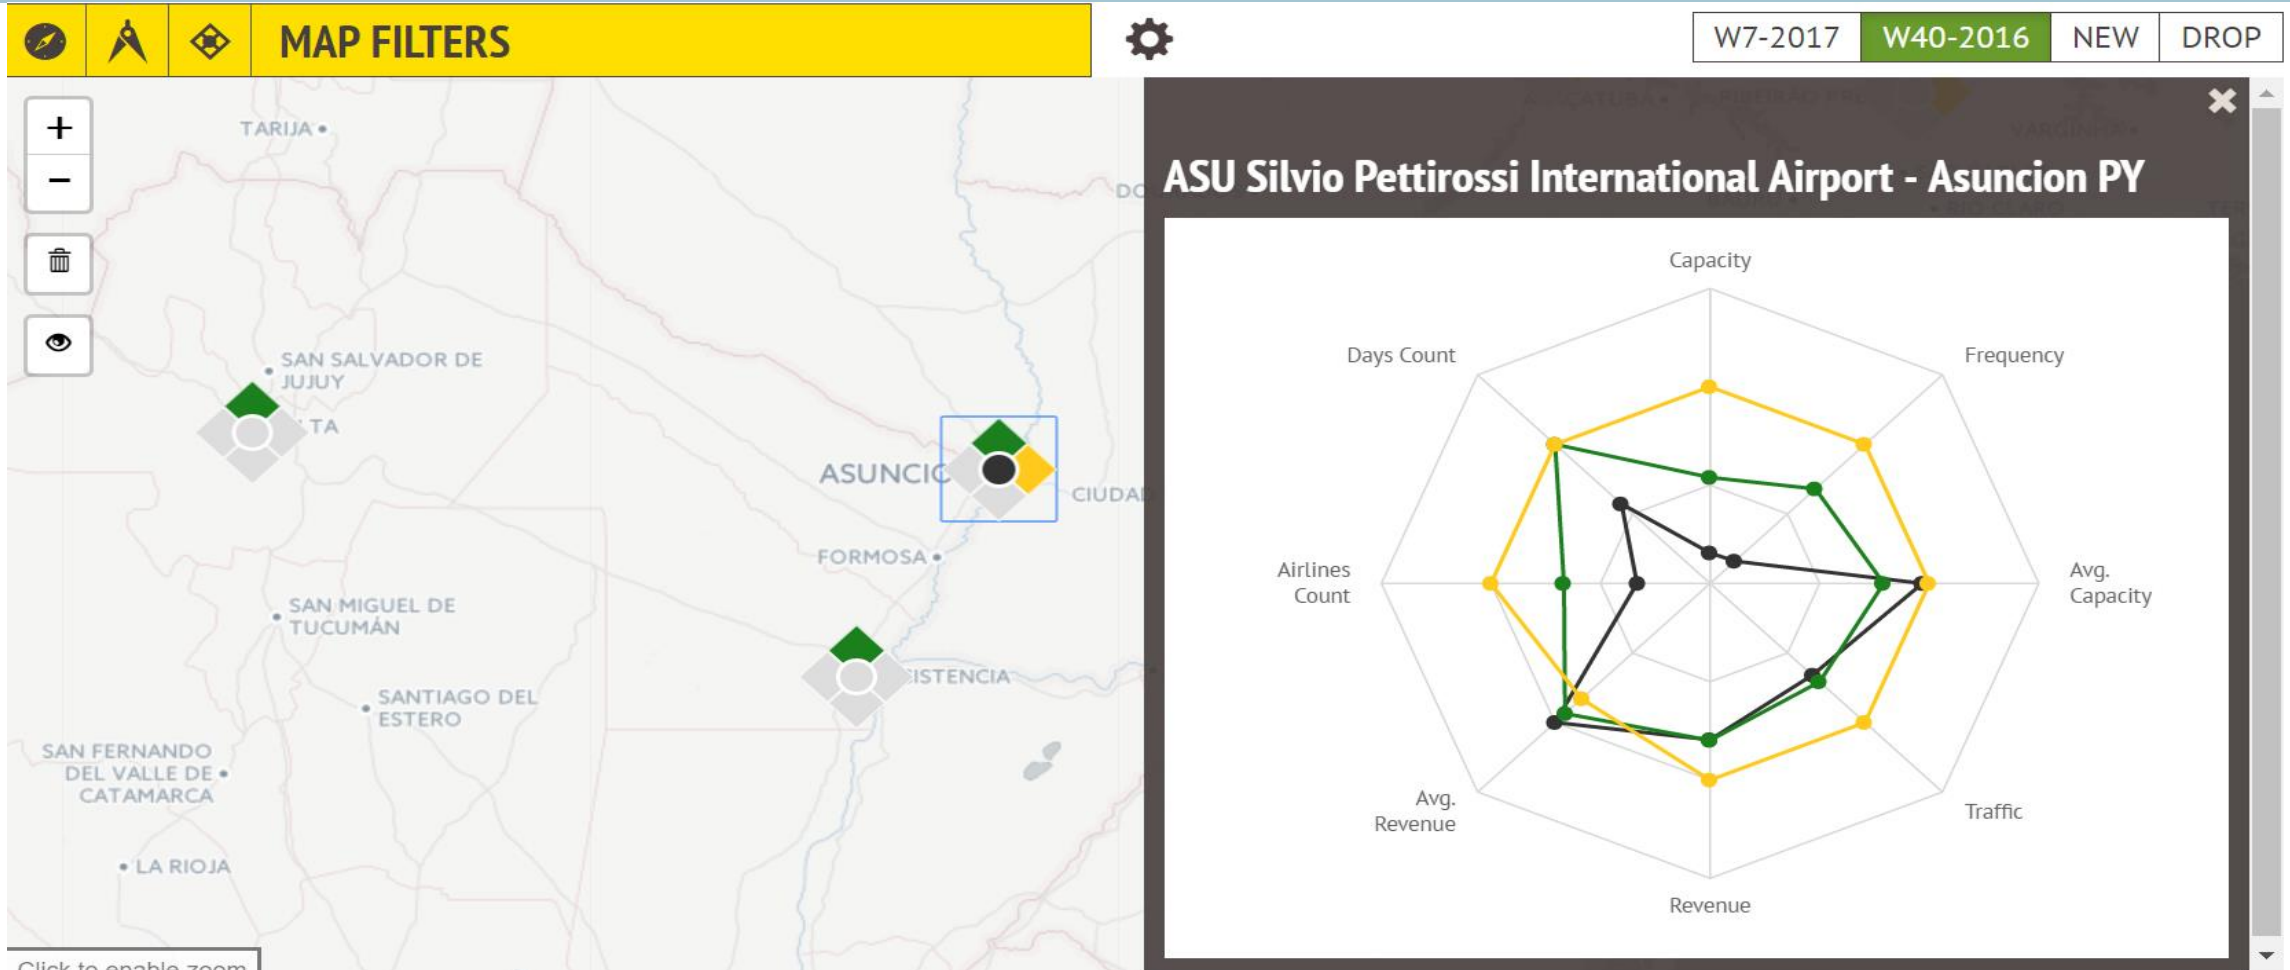 MAP FILTERS
W7-2017
W40-2016
NEW
DROP
+
−
TARIJA
SAN SALVADOR DE
JUJUY
ASUNCIO
CIUDAD
FORMOSA
SAN MIGUEL DE
TUCUMÁN
ISTENCIA
SANTIAGO DEL
ESTERO
SAN FERNANDO
DEL VALLE DE
CATAMARCA
LA RIOJA
Click to enable zoom
ASU Silvio Pettirossi International Airport - Asuncion PY
Capacity
Days Count
Frequency
Airlines
Count
Avg.
Capacity
Avg.
Revenue
Traffic
Revenue